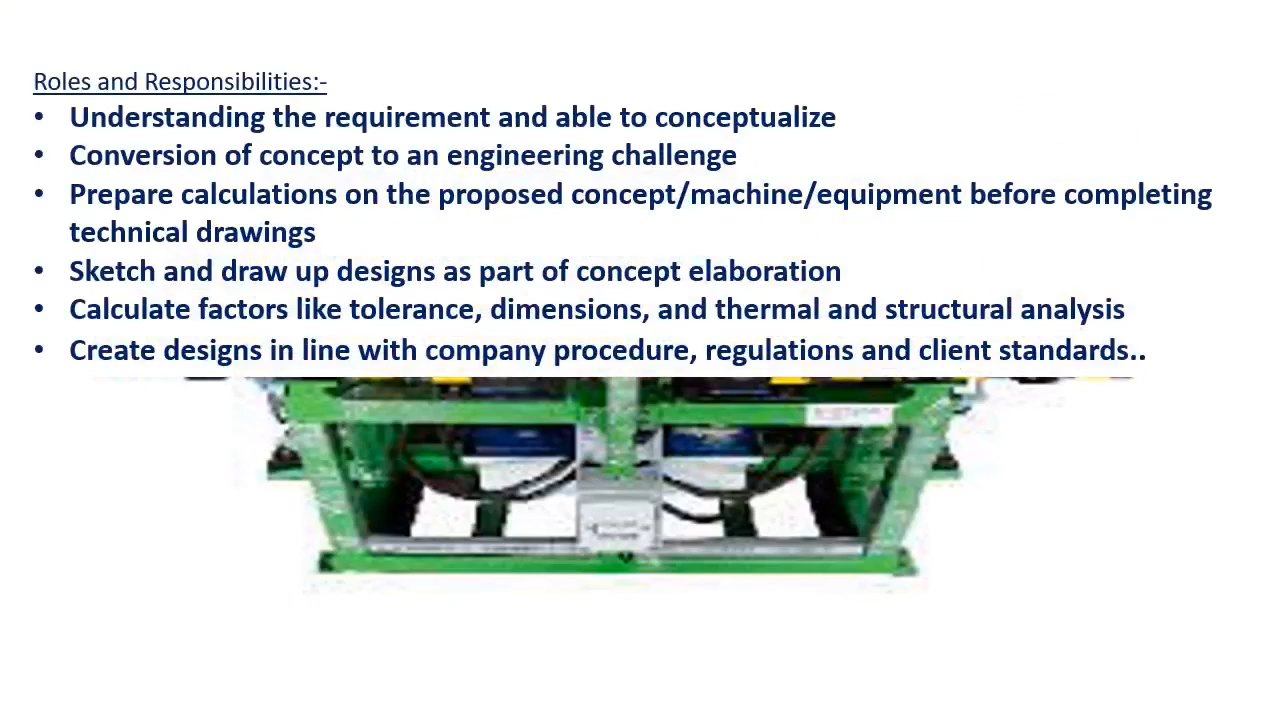 Roles and Responsibilities:-
• Understanding the requirement and able to conceptualize
• Conversion of concept to an engineering challenge
• Prepare calculations on the proposed concept/machine/equipment before completing
technical drawings
• Sketch and draw up designs as part of concept elaboration
• Calculate factors like tolerance, dimensions, and thermal and structural analysis
• Create designs in line with company procedure, regulations and client standards..